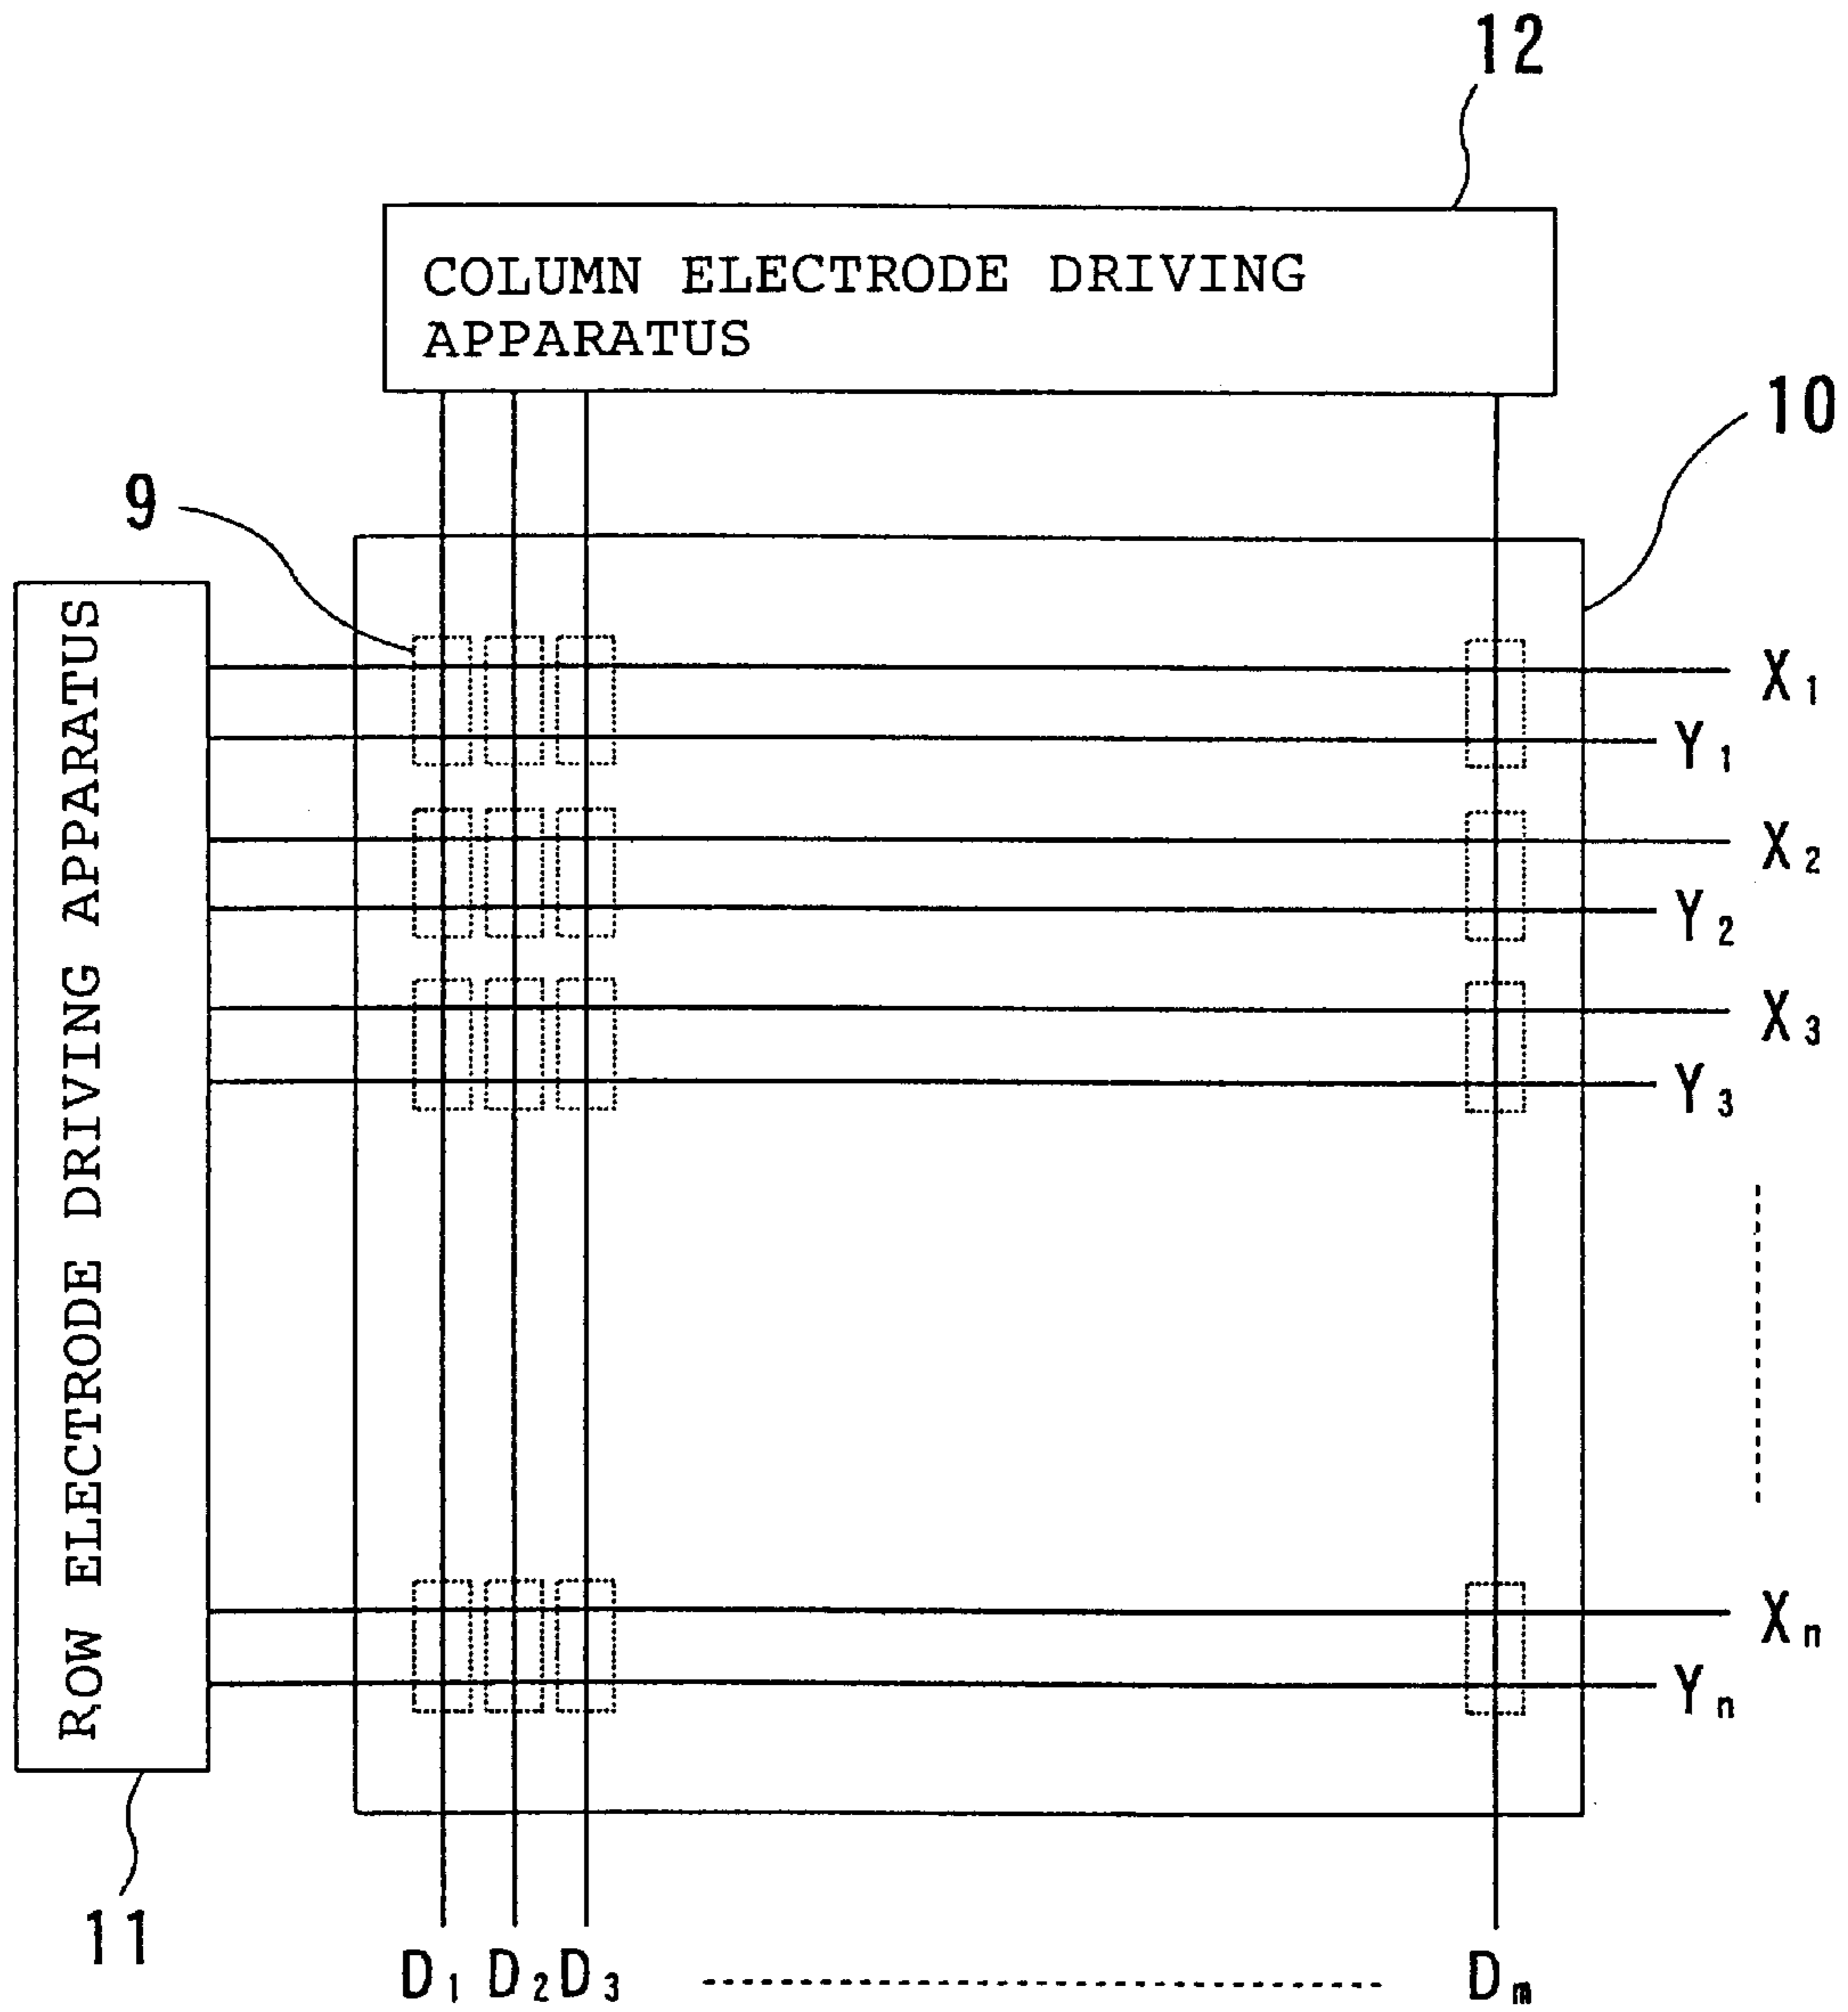 12
COLUMN ELECTRODE DRIVING
APPARATUS
10
9
ROW ELECTRODE DRIVING APPARATUS
X1
Y1
X2
Y2
X3
Y3
Xn
Yn
11
D1 D2 D3 Dm